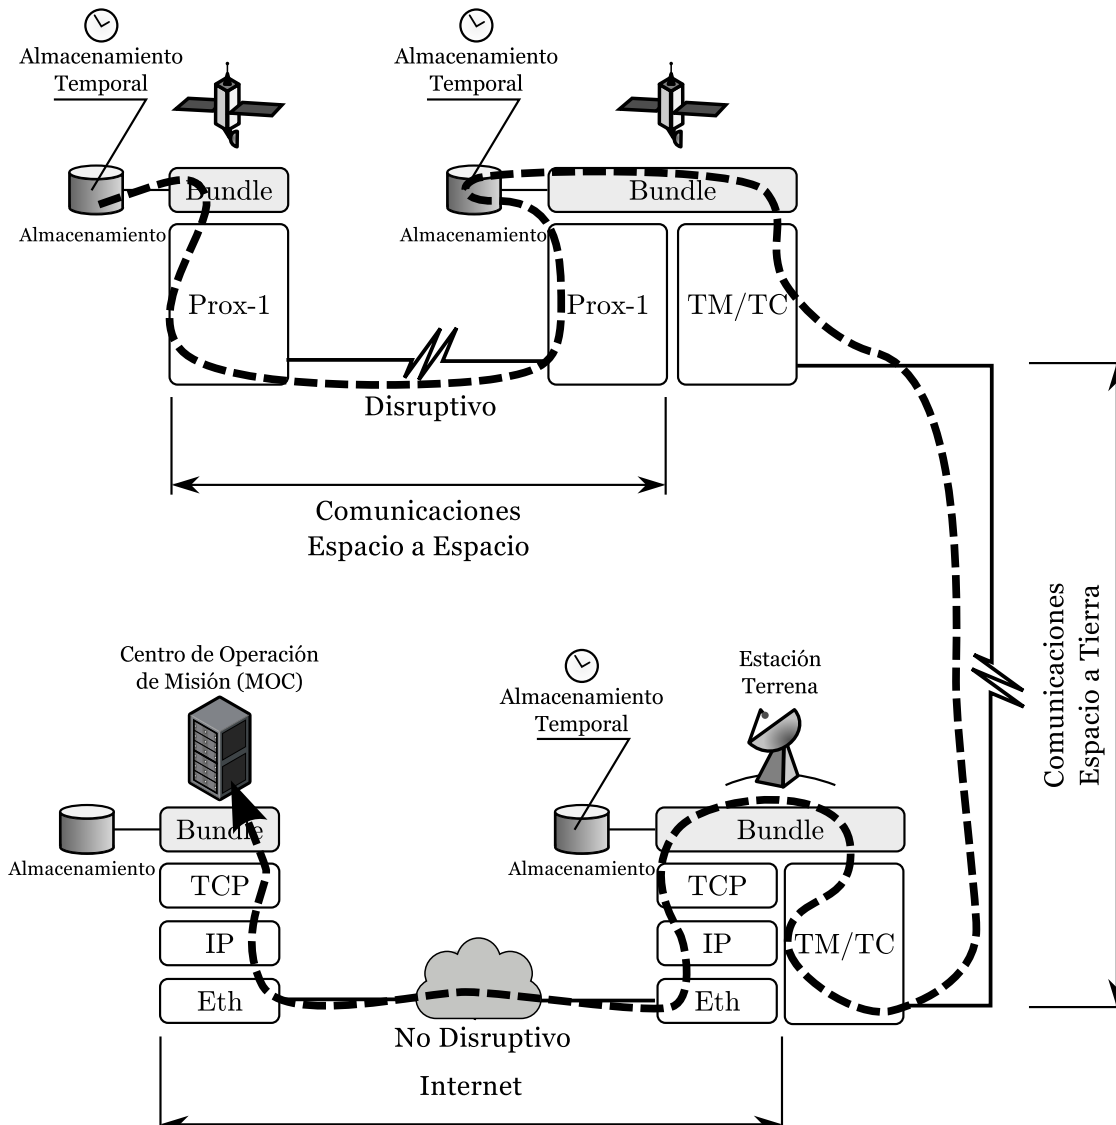 Almacenamiento
Temporal
Almacenamiento
Temporal
Bundle
Bundle
Almacenamiento
Almacenamiento
Prox-1
Prox-1
TM/TC
Disruptivo
Comunicaciones
Espacio a Espacio
Comunicaciones
Espacio a Tierra
Centro de Operación
de Misión (MOC)
Almacenamiento
Temporal
Estación
Terrena
Bundle
Bundle
Almacenamiento
Almacenamiento
TCP
TCP
IP
IP
TM/TC
Eth
Eth
No Disruptivo
Internet